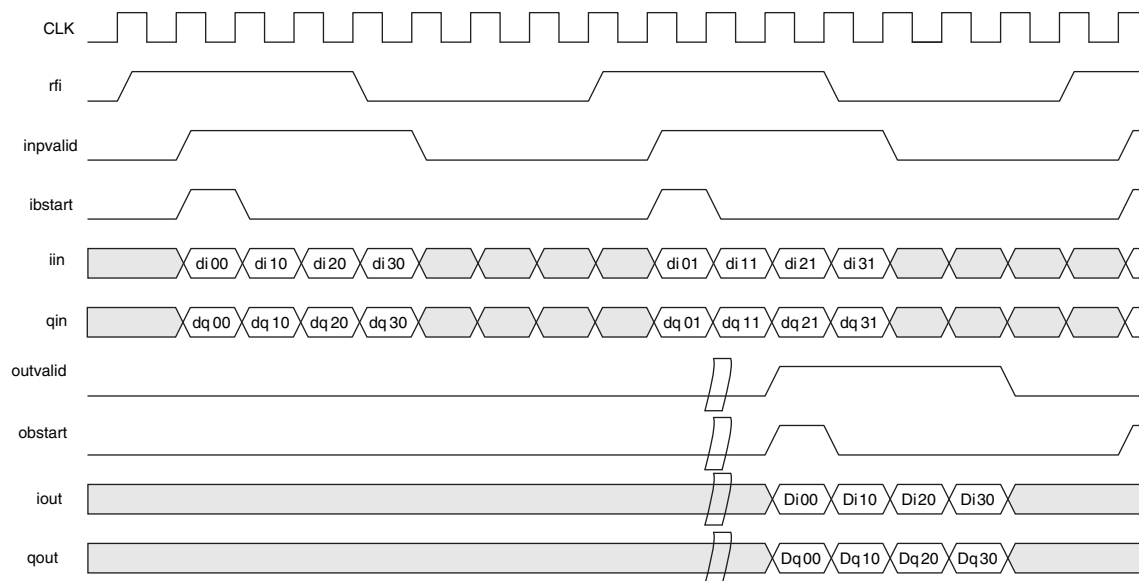 CLK
rfi
inpvalid
ibstart
iin di 00 di 10 di 20 di 30 di 01 di 11 di 21 di 31
qin dq 00 dq 10 dq 20 dq 30 dq 01 dq 11 dq 21 dq 31
outvalid
obstart
iout Di00 Di10 Di20 Di30
qout Dq00 Dq10 Dq20 Dq30